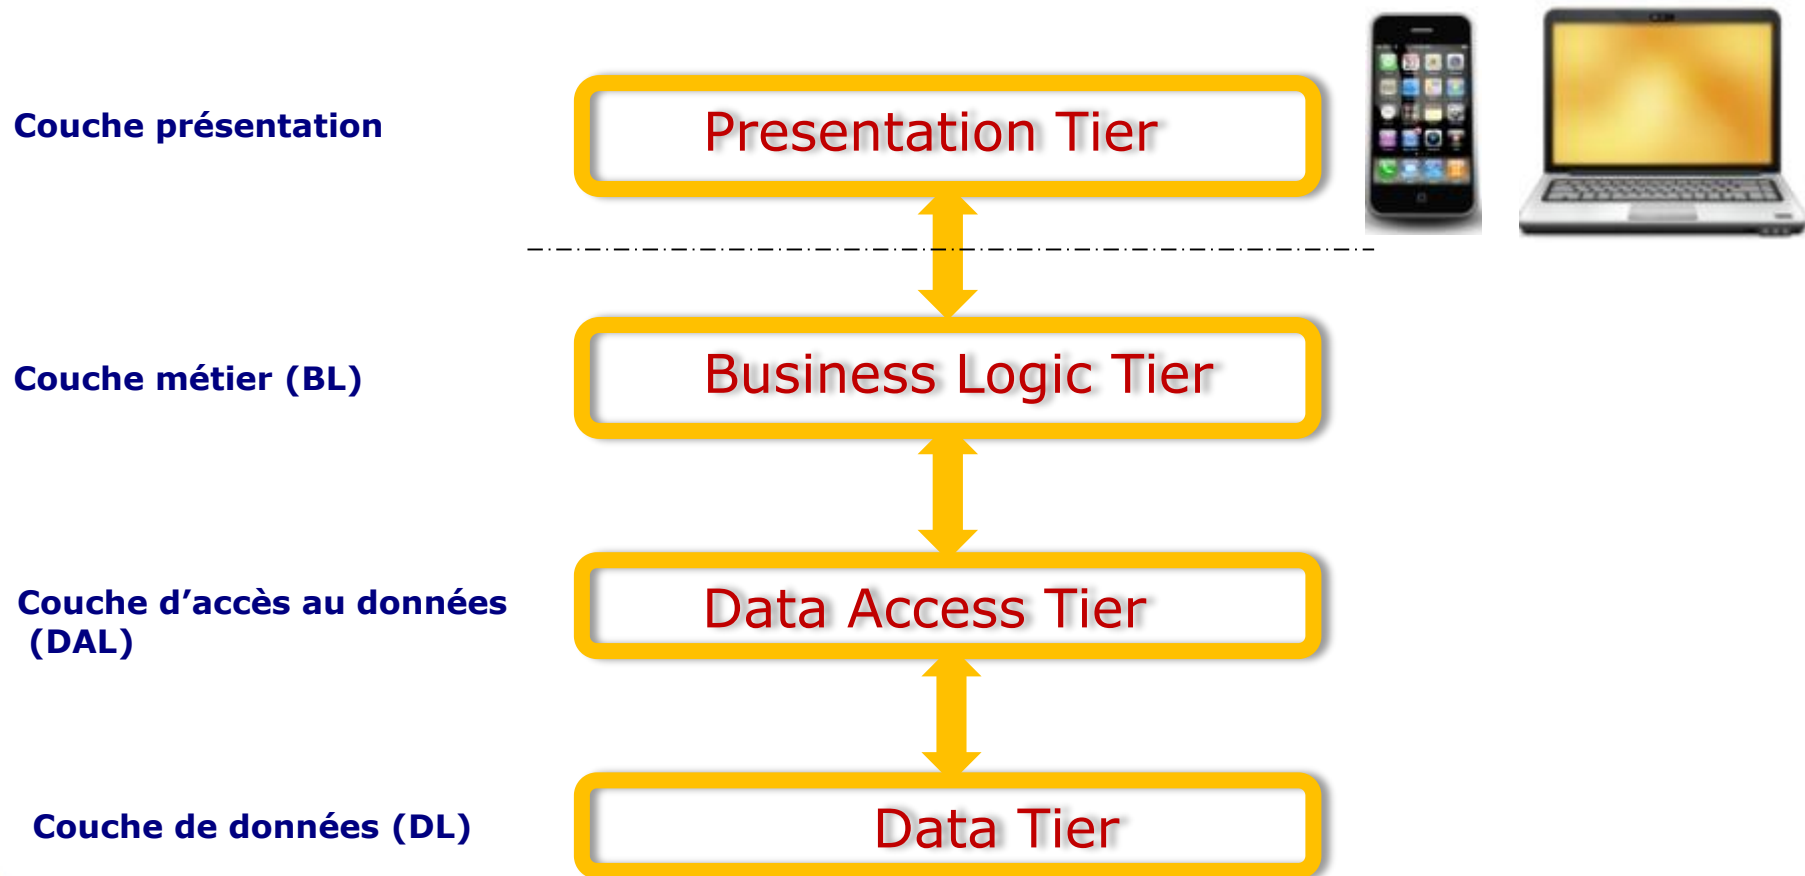 Couche présentation
Presentation Tier
Couche métier (BL)
Business Logic Tier
Couche d’accès au données
(DAL)
Data Access Tier
Couche de données (DL)
Data Tier